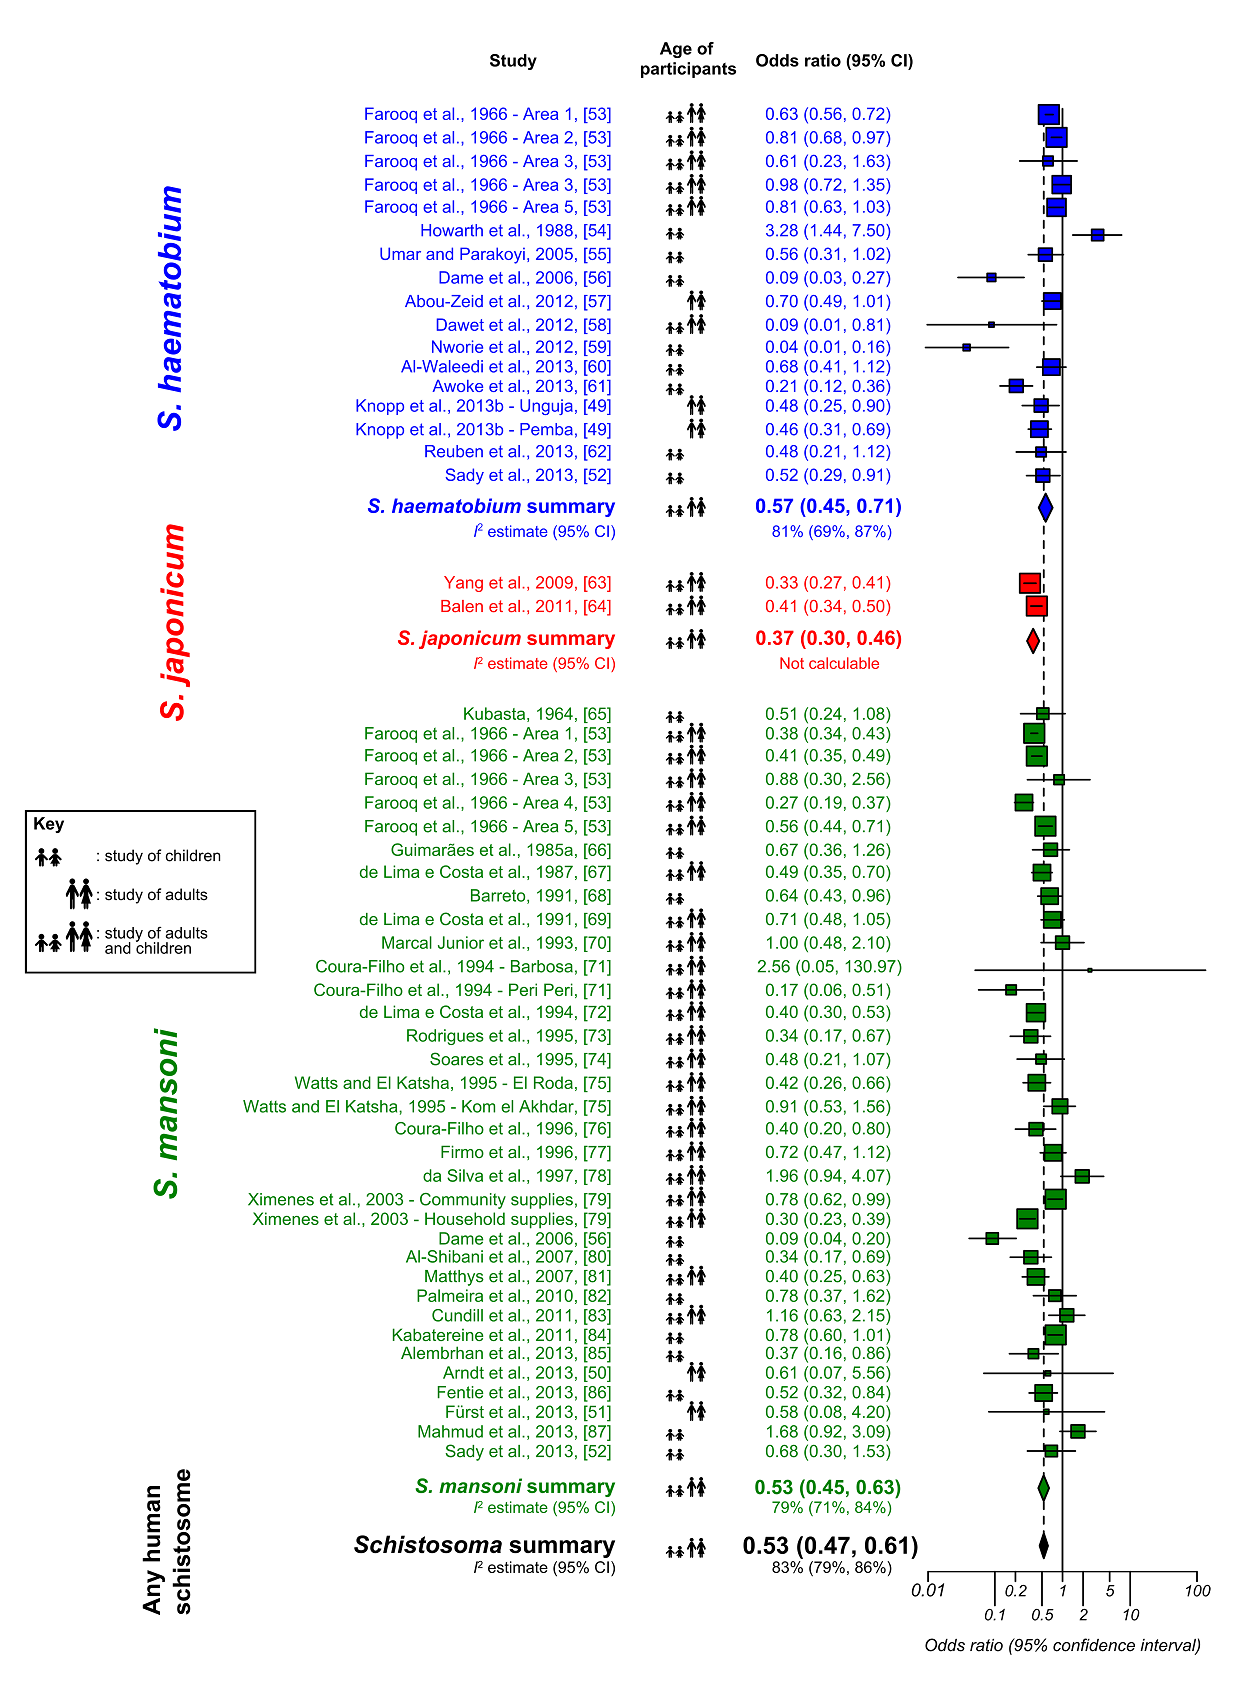 Study Age of participants Odds ratio (95% CI)
S. haematobium
Farooq et al., 1966 - Area 1, [53] 0.63 (0.56, 0.72)
Farooq et al., 1966 - Area 2, [53] 0.81 (0.68, 0.97)
Farooq et al., 1966 - Area 3, [53] 0.61 (0.23, 1.63)
Farooq et al., 1966 - Area 3, [53] 0.98 (0.72, 1.35)
Farooq et al., 1966 - Area 5, [53] 0.81 (0.63, 1.03)
Howarth et al., 1988, [54] 3.28 (1.44, 7.50)
Umar and Parakoyi, 2005, [55] 0.56 (0.31, 1.02)
Dame et al., 2006, [56] 0.09 (0.03, 0.27)
Abou-Zeid et al., 2012, [57] 0.70 (0.49, 1.01)
Dawet et al., 2012, [58] 0.09 (0.01, 0.81)
Nworie et al., 2012, [59] 0.04 (0.01, 0.16)
Al-Waleedi et al., 2013, [60] 0.68 (0.41, 1.12)
Awoke et al., 2013, [61] 0.21 (0.12, 0.36)
Knopp et al., 2013b - Unguja, [49] 0.48 (0.25, 0.90)
Knopp et al., 2013b - Pemba, [49] 0.46 (0.31, 0.69)
Reuben et al., 2013, [62] 0.48 (0.21, 1.12)
Sady et al., 2013, [52] 0.52 (0.29, 0.91)
S. haematobium summary 0.57 (0.45, 0.71)
I² estimate (95% CI) 81% (69%, 87%)
S. japonicum
Yang et al., 2009, [63] 0.33 (0.27, 0.41)
Balen et al., 2011, [64] 0.41 (0.34, 0.50)
S. japonicum summary 0.37 (0.30, 0.46)
I² estimate (95% CI) Not calculable
S. mansoni
Kubasta, 1964, [65] 0.51 (0.24, 1.08)
Farooq et al., 1966 - Area 1, [53] 0.38 (0.34, 0.43)
Farooq et al., 1966 - Area 2, [53] 0.41 (0.35, 0.49)
Farooq et al., 1966 - Area 3, [53] 0.88 (0.30, 2.56)
Farooq et al., 1966 - Area 4, [53] 0.27 (0.19, 0.37)
Farooq et al., 1966 - Area 5, [53] 0.56 (0.44, 0.71)
Guimarães et al., 1985a, [66] 0.67 (0.36, 1.26)
de Lima e Costa et al., 1987, [67] 0.49 (0.35, 0.70)
Barreto, 1991, [68] 0.64 (0.43, 0.96)
de Lima e Costa et al., 1991, [69] 0.71 (0.48, 1.05)
Marcal Junior et al., 1993, [70] 1.00 (0.48, 2.10)
Coura-Filho et al., 1994 - Barbosa, [71] 2.56 (0.05, 130.97)
Coura-Filho et al., 1994 - Peri Peri, [71] 0.17 (0.06, 0.51)
de Lima e Costa et al., 1994, [72] 0.40 (0.30, 0.53)
Rodrigues et al., 1995, [73] 0.34 (0.17, 0.67)
Soares et al., 1995, [74] 0.48 (0.21, 1.07)
Watts and El Katsha, 1995 - El Roda, [75] 0.42 (0.26, 0.66)
Watts and El Katsha, 1995 - Kom el Akhdar, [75] 0.91 (0.53, 1.56)
Coura-Filho et al., 1996, [76] 0.40 (0.20, 0.80)
Firmo et al., 1996, [77] 0.72 (0.47, 1.12)
da Silva et al., 1997, [78] 1.96 (0.94, 4.07)
Ximenes et al., 2003 - Community supplies, [79] 0.78 (0.62, 0.99)
Ximenes et al., 2003 - Household supplies, [79] 0.30 (0.23, 0.39)
Dame et al., 2006, [56] 0.09 (0.04, 0.20)
Al-Shibani et al., 2007, [80] 0.34 (0.17, 0.69)
Matthys et al., 2007, [81] 0.40 (0.25, 0.63)
Palmeira et al., 2010, [82] 0.78 (0.37, 1.62)
Cundill et al., 2011, [83] 1.16 (0.63, 2.15)
Kabatereine et al., 2011, [84] 0.78 (0.60, 1.01)
Alembrhan et al., 2013, [85] 0.37 (0.16, 0.86)
Arndt et al., 2013, [50] 0.61 (0.07, 5.56)
Fentie et al., 2013, [86] 0.52 (0.32, 0.84)
Fürst et al., 2013, [51] 0.58 (0.08, 4.20)
Mahmud et al., 2013, [87] 1.68 (0.92, 3.09)
Sady et al., 2013, [52] 0.68 (0.30, 1.53)
S. mansoni summary 0.53 (0.45, 0.63)
I² estimate (95% CI) 79% (71%, 84%)
Any human
schistosome
Schistosoma summary 0.53 (0.47, 0.61)
I² estimate (95% CI) 83% (79%, 86%)
Key
: study of children
: study of adults
: study of adults
and children
0.01 0.2 1 5 100
0.1 0.5 2 10
Odds ratio (95% confidence interval)